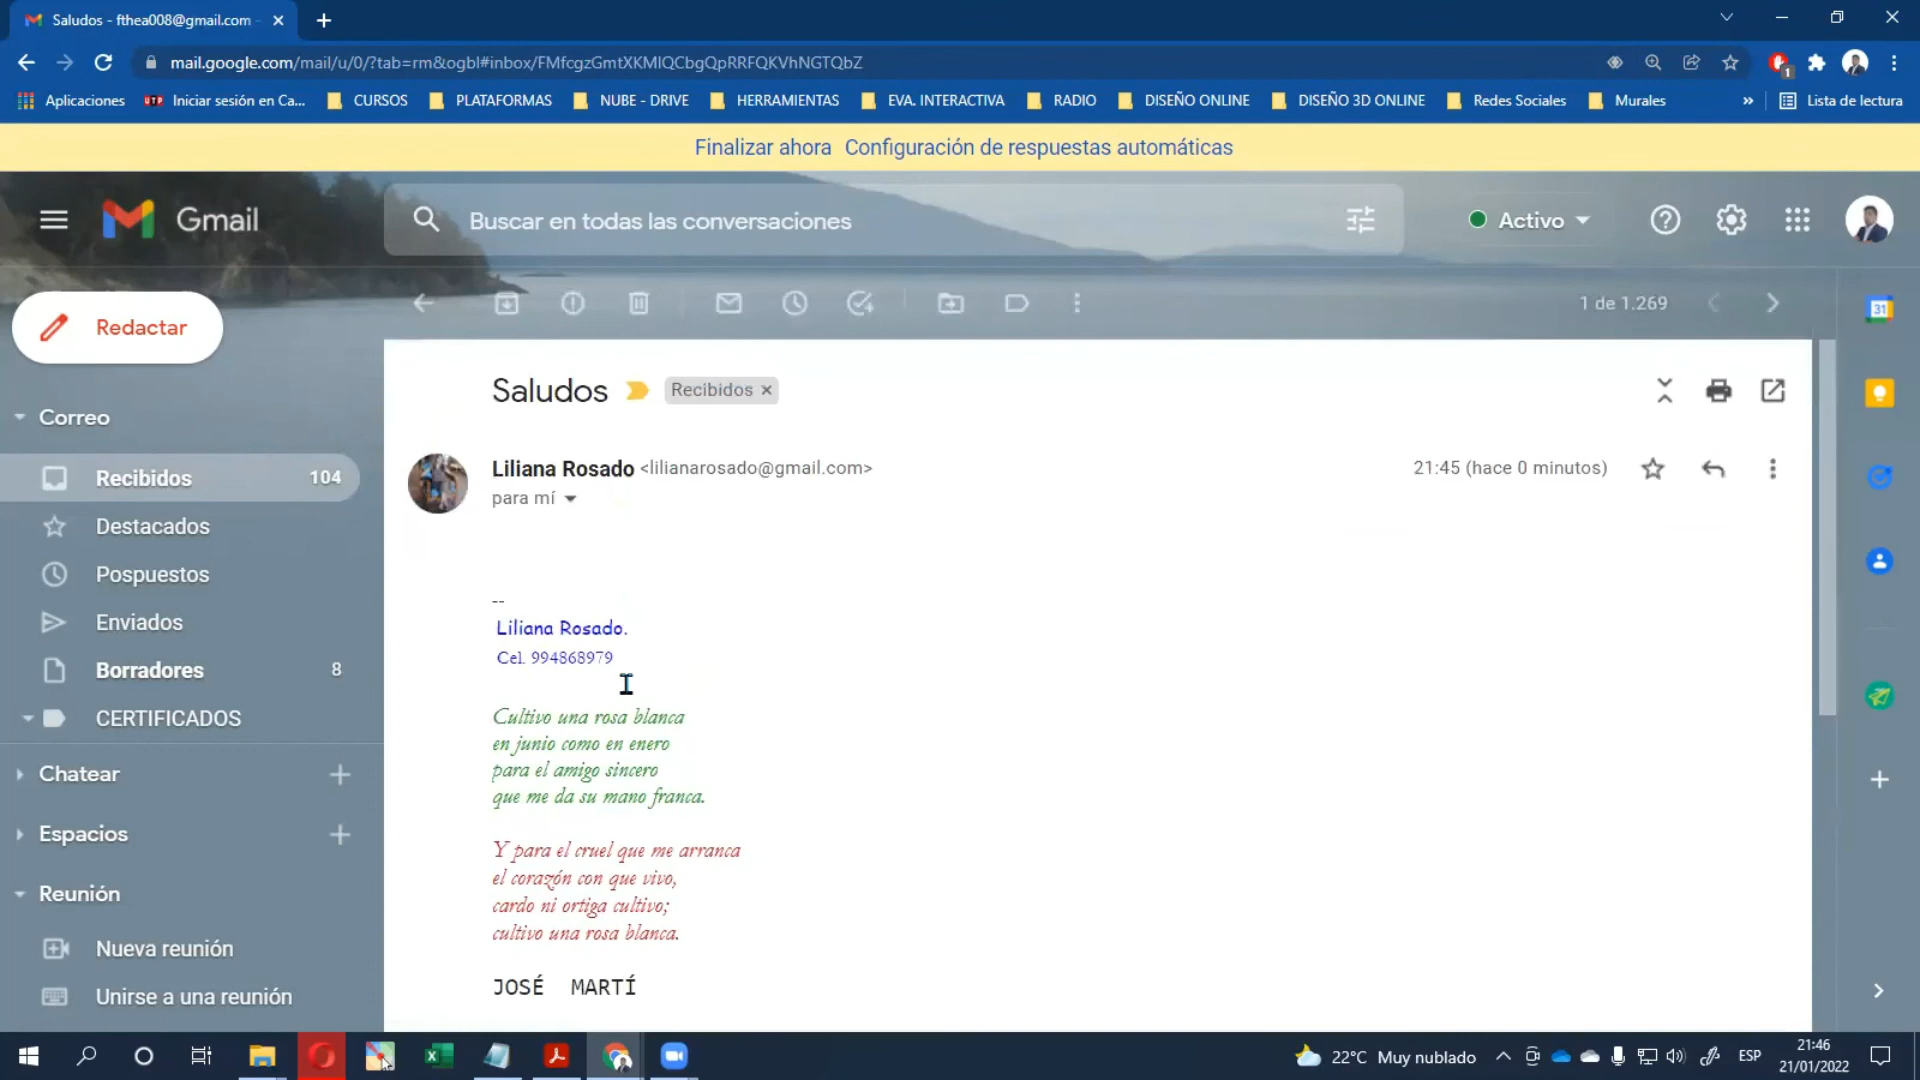 Saludos - fthea008@gmail.com -
mail.google.com/mail/u/0/?tab=rm&ogbl#inbox/FMfcgzGmtXKMlQCbgQpRRFQKVhNGTQbZ
1
Aplicaciones UTP Iniciar sesión en Ca... CURSOS PLATAFORMAS NUBE - DRIVE HERRAMIENTAS EVA. INTERACTIVA RADIO DISEÑO ONLINE DISEÑO 3D ONLINE Redes Sociales Murales » Lista de lectura
Finalizar ahora Configuración de respuestas automáticas
Gmail
Buscar en todas las conversaciones
Activo
Redactar
1 de 1.269
31
Correo
Recibidos 104
Destacados
Pospuestos
Enviados
Borradores 8
CERTIFICADOS
Chatear
Espacios
Reunión
Nueva reunión
Unirse a una reunión
Saludos Recibidos ×
Liliana Rosado <lilianarosado@gmail.com> 21:45 (hace 0 minutos)
para mí
--
Liliana Rosado.
Cel. 994868979
Cultivo una rosa blanca
en junio como en enero
para el amigo sincero
que me da su mano franca.
Y para el cruel que me arranca
el corazón con que vivo,
cardo ni ortiga cultivo;
cultivo una rosa blanca.
JOSÉ MARTÍ
22°C Muy nublado ESP 21:46
21/01/2022